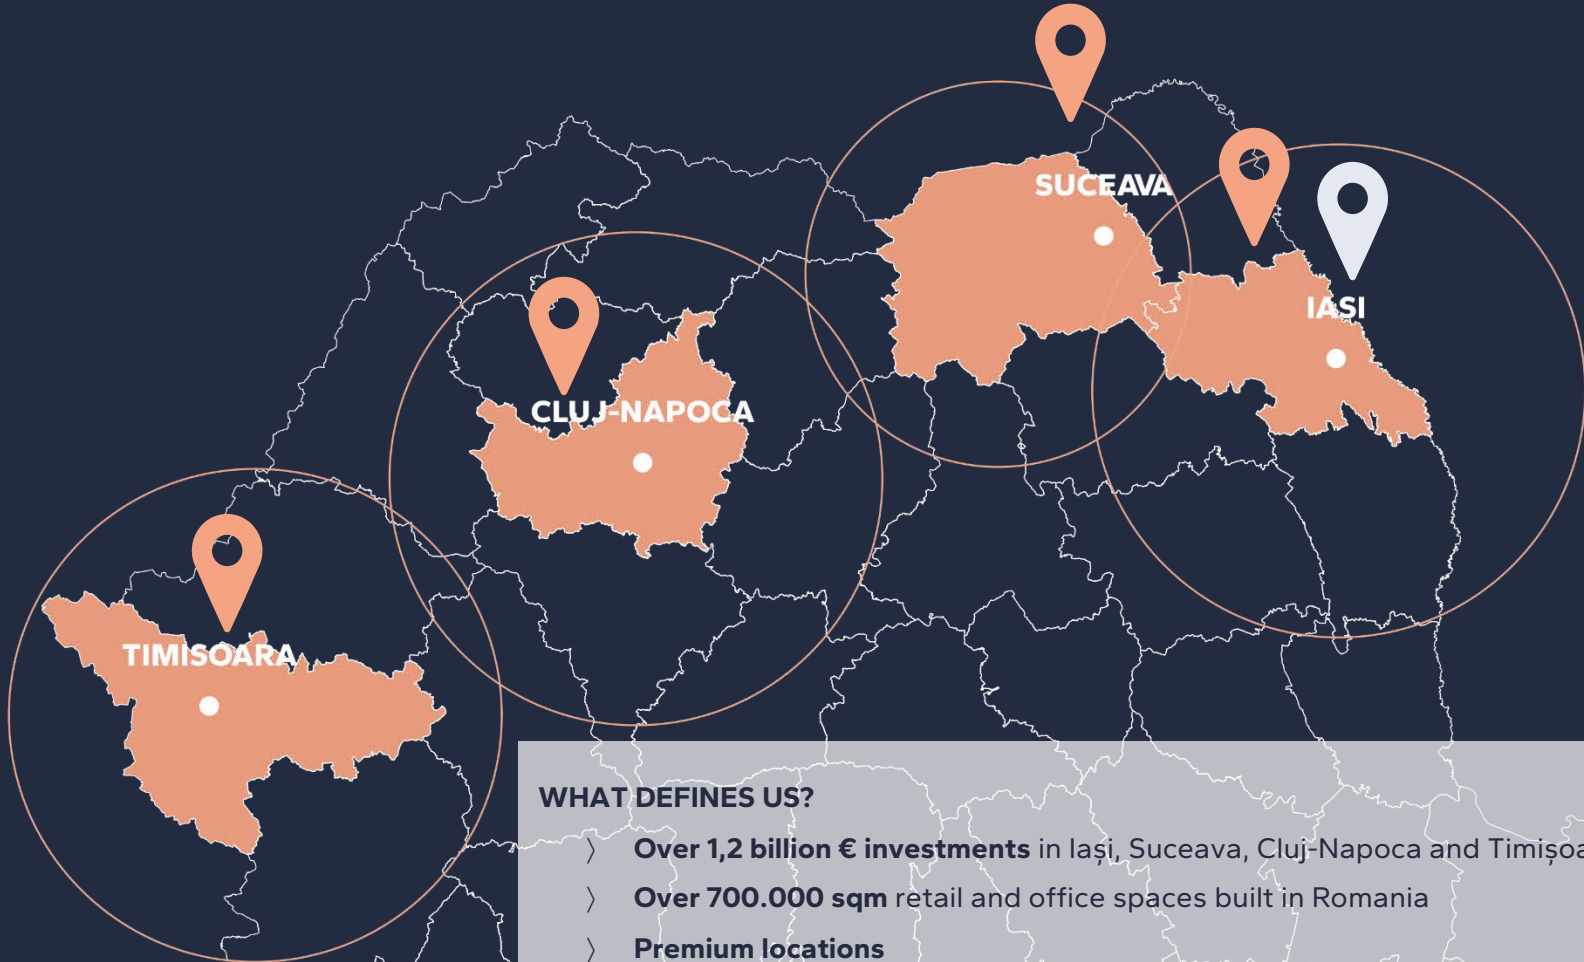 SUCEAVA
IASI
CLUJ-NAPOCA
TIMISOARA
WHAT DEFINES US?
〉 Over 1,2 billion € investments in Iași, Suceava, Cluj-Napoca and
〉 Over 700.000 sqm retail and office spaces built in Romania
〉 Premium locations